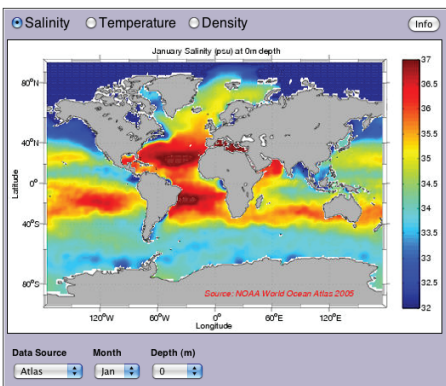 Salinity Temperature Density Info
January Salinity (psu) at 0m depth
80°N
40°N
0°
40°S
80°S
Latitude
120°W 60°W 0° 60°E 120°E
Longitude
37
36.5
36
35.5
35
34.5
34
33.5
33
32.5
32
Source: NOAA World Ocean Atlas 2005
Data Source Month Depth (m)
Atlas Jan 0